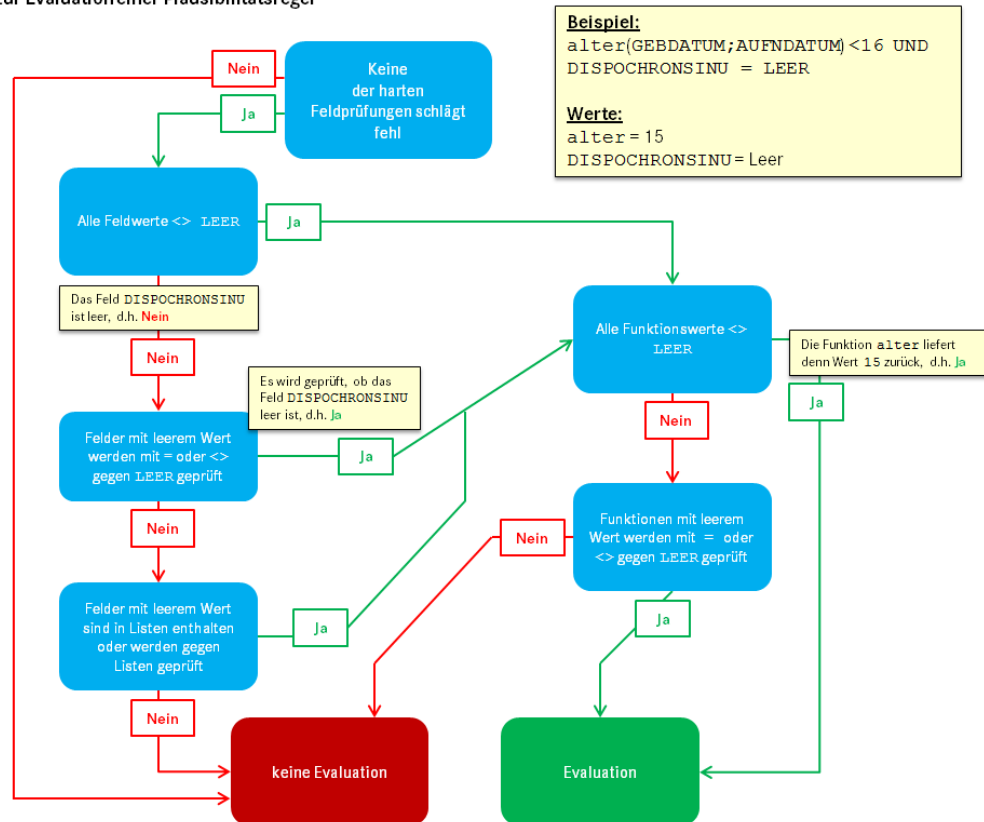 zur Evaluation einer Plausibilitätsregel
Beispiel:
alter(GEBDATUM;AUFNDATUM)<16 UND
DISPOCHRONSINU = LEER
Werte:
alter = 15
DISPOCHRONSINU = Leer
Nein
Keine
der harten
Feldprüfungen schlägt
fehl
Ja
Alle Feldwerte <> LEER
Ja
Das Feld DISPOCHRONSINU
ist leer, d.h. Nein
Nein
Alle Funktionswerte <>
LEER
Die Funktion alter liefert
denn Wert 15 zurück, d.h. Ja
Ja
Es wird geprüft, ob das
Feld DISPOCHRONSINU
leer ist, d.h. Ja
Nein
Felder mit leerem Wert
werden mit = oder <>
gegen LEER geprüft
Ja
Nein
Nein
Funktionen mit leerem
Wert werden mit = oder
<> gegen LEER geprüft
Felder mit leerem Wert
sind in Listen enthalten
oder werden gegen
Listen geprüft
Ja
Ja
Nein
keine Evaluation
Evaluation